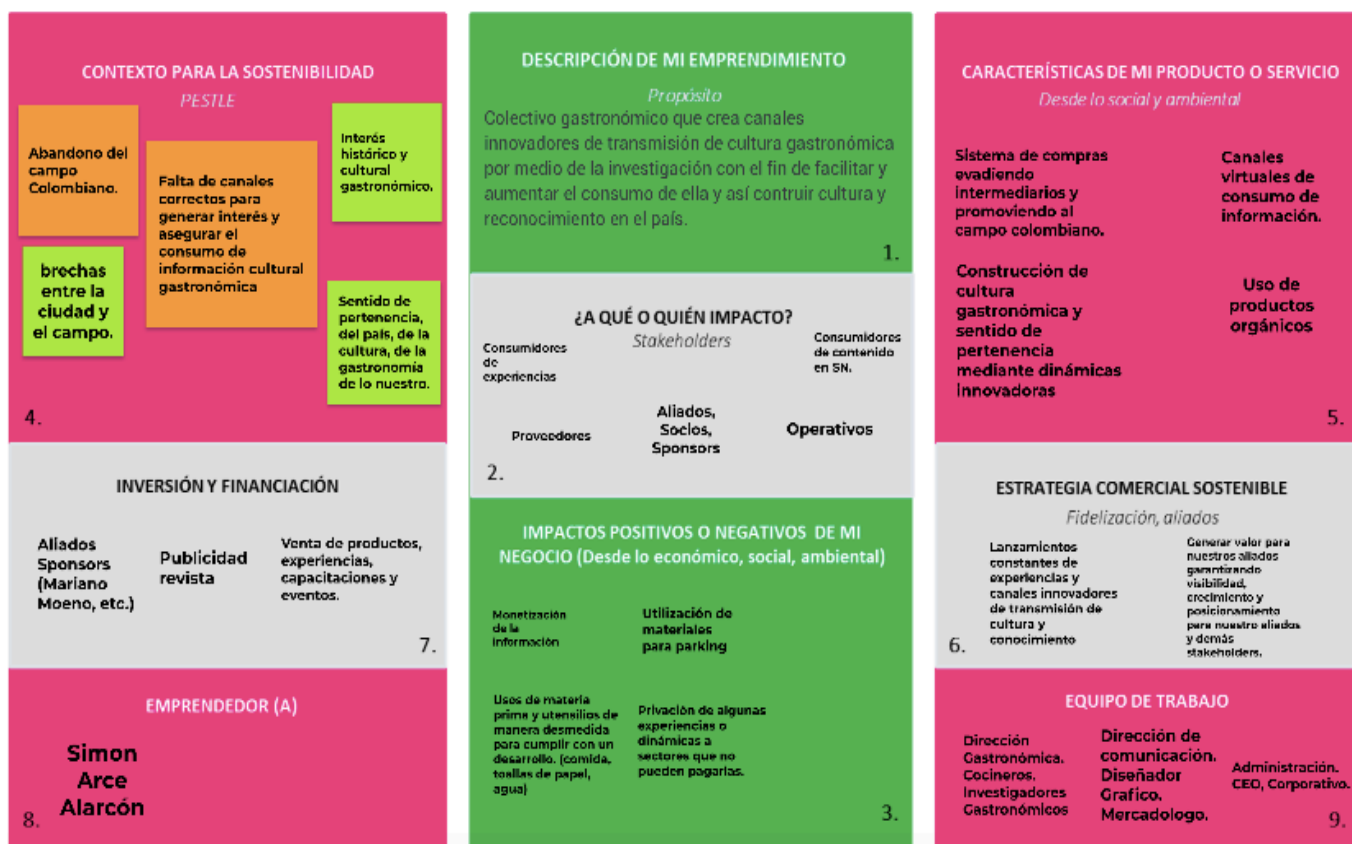 CONTEXTO PARA LA SOSTENIBILIDAD
PESTLE
Abandono del
campo
Colombiano.
Falta de canales
correctos para
generar interés y
asegurar el
consumo de
información cultural
gastronómica
Interés
histórico y
cultural
gastronómico.
brechas
entre la
ciudad y
el campo.
Sentido de
pertenencia,
del país, de la
cultura, de la
gastronomía
de lo nuestro.
4.
DESCRIPCIÓN DE MI EMPRENDIMIENTO
Propósito
Colectivo gastronómico que crea canales
innovadores de transmisión de cultura gastronómica
por medio de la investigación con el fin de facilitar y
aumentar el consumo de ella y así contruir cultura y
reconocimiento en el país.
1.
¿A QUÉ O QUIÉN IMPACTO?
Stakeholders
Consumidores
de
experiencias
Consumidores
de contenido
en SN.
Proveedores
Aliados,
Socios,
Sponsors
Operativos
2.
CARACTERÍSTICAS DE MI PRODUCTO O SERVICIO
Desde lo social y ambiental
Sistema de compras
evadiendo
intermediarios y
promoviendo al
campo colombiano.
Canales
virtuales de
consumo de
información.
Construcción de
cultura
gastronómica y
sentido de
pertenencia
mediante dinámicas
innovadoras
Uso de
productos
orgánicos
5.
INVERSIÓN Y FINANCIACIÓN
Aliados
Sponsors
(Mariano
Moeno, etc.)
Publicidad
revista
Venta de productos,
experiencias,
capacitaciones y
eventos.
7.
IMPACTOS POSITIVOS O NEGATIVOS DE MI
NEGOCIO (Desde lo económico, social, ambiental)
Monetización
de la
información
Utilización de
materiales
para parking
Usos de materia
prima y utensilios de
manera desmedida
para cumplir con un
desarrollo. (comida,
toallas de papel,
agua)
Privación de algunas
experiencias o
dinámicas a
sectores que no
pueden pagarlas.
3.
ESTRATEGIA COMERCIAL SOSTENIBLE
Fidelización, aliados
Lanzamientos
constantes de
experiencias y
canales innovadores
de transmisión de
cultura y
conocimiento
Generar valor para
nuestros aliados
garantizando
visibilidad,
crecimiento y
posicionamiento
para nuestro aliados
y demás
stakeholders.
6.
EMPRENDEDOR (A)
Simon
Arce
Alarcón
8.
EQUIPO DE TRABAJO
Dirección
Gastronómica.
Cocineros.
Investigadores
Gastronómicos
Dirección de
comunicación.
Diseñador
Grafico.
Mercadologo.
Administración.
CEO, Corporativo.
9.